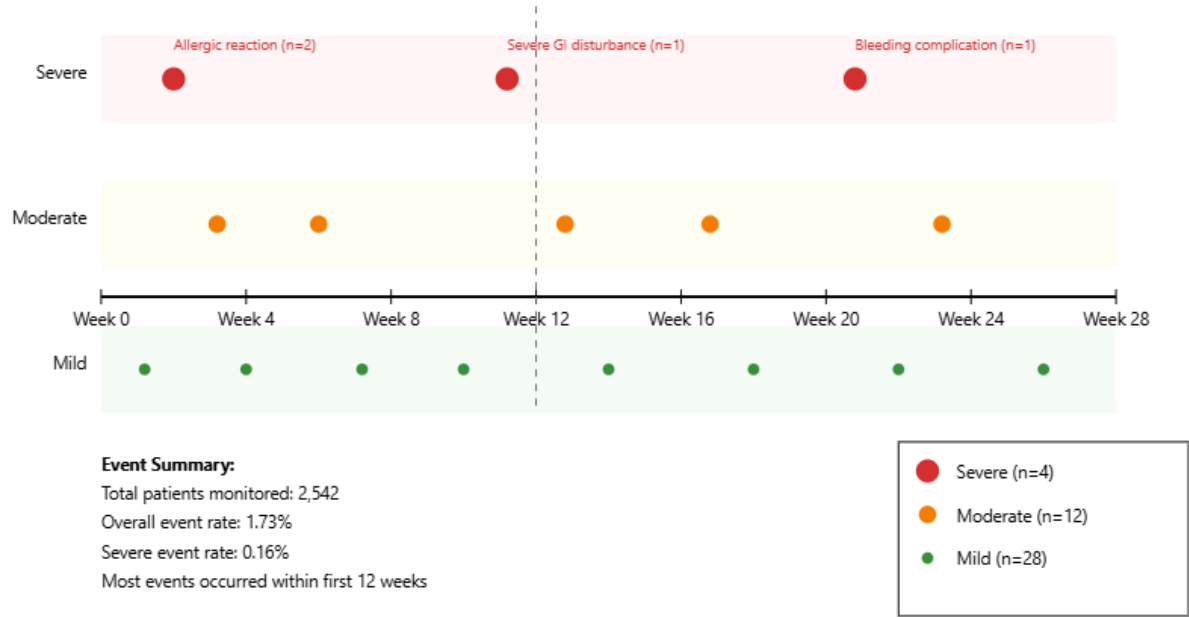 Allergic reaction (n=2)
Severe GI disturbance (n=1)
Bleeding complication (n=1)
Severe
Moderate
Week 0
Week 4
Week 8
Week 12
Week 16
Week 20
Week 24
Week 28
Mild
Event Summary:
Total patients monitored: 2,542
Overall event rate: 1.73%
Severe event rate: 0.16%
Most events occurred within first 12 weeks
Severe (n=4)
Moderate (n=12)
Mild (n=28)